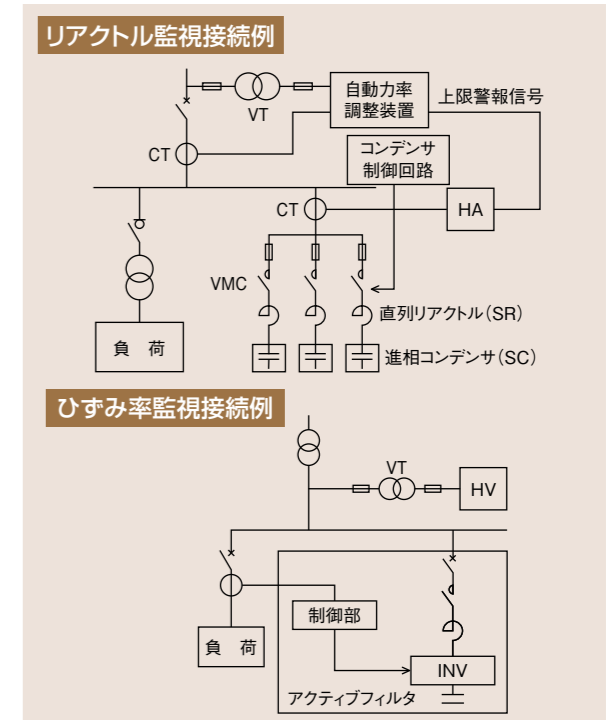 リアクトル監視接続例
自動力率
調整装置
上限警報信号
VT
コンデンサ
制御回路
CT
CT
HA
VMC
直列リアクトル(SR)
負 荷
進相コンデンサ(SC)
ひずみ率監視接続例
VT
HV
制御部
負 荷
INV
アクティブフィルタ